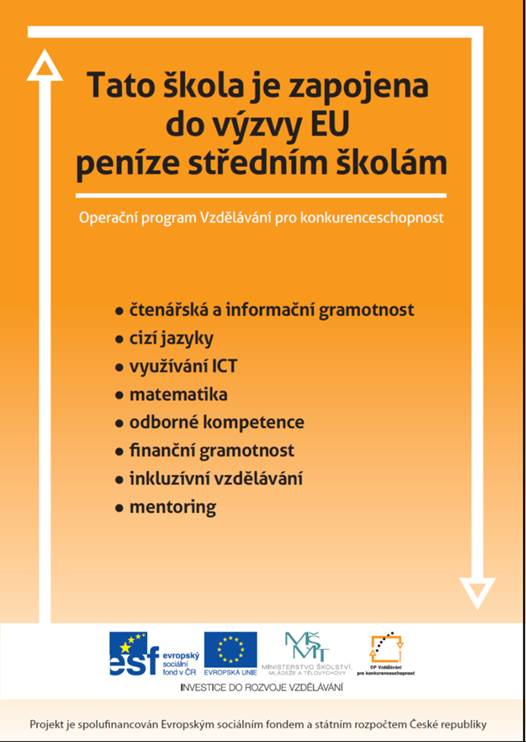 Tato škola je zapojena
do výzvy EU
peníze středním školám
Operační program Vzdělávání pro konkurenceschopnost
● čtenářská a informační gramotnost
● cizí jazyky
● využívání ICT
● matematika
● odborné kompetence
● finanční gramotnost
● inkluzívní vzdělávání
● mentoring
esf
evropský
sociální
fond v ČR
EVROPSKÁ UNIE
MŠMT
MINISTERSTVO ŠKOLSTVÍ,
MLÁDEŽE A TĚLOVÝCHOVY
OP Vzdělávání
pro konkurenceschopnost
INVESTICE DO ROZVOJE VZDĚLÁVÁNÍ
Projekt je spolufinancován Evropským sociálním fondem a státním rozpočtem České republiky